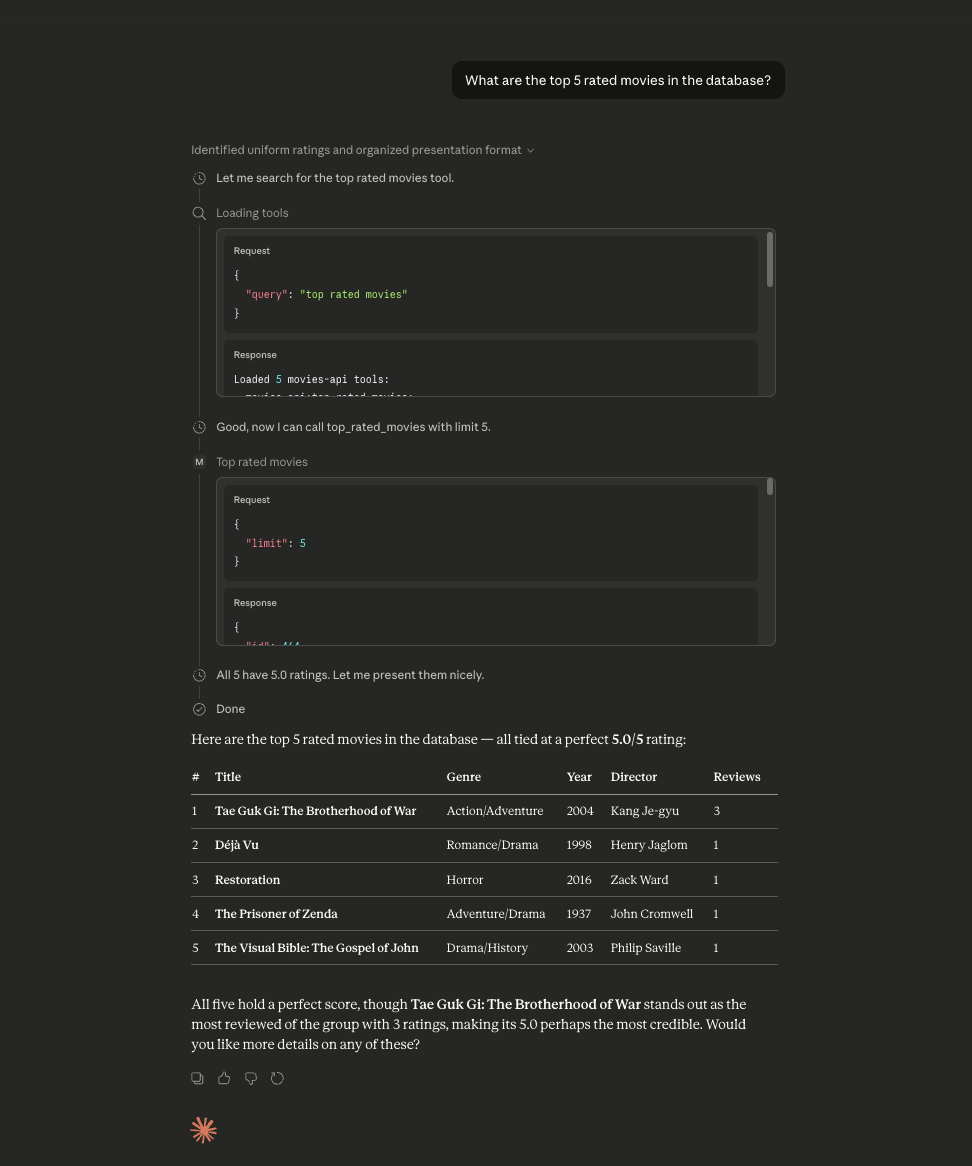 What are the top 5 rated movies in the database?
Identified uniform ratings and organized presentation format
Let me search for the top rated movies tool.
Loading tools
Request
{
"query": "top rated movies"
}
Response
Loaded 5 movies-api tools:
Good, now I can call top_rated_movies with limit 5.
M Top rated movies
Request
{
"limit": 5
}
Response
{
All 5 have 5.0 ratings. Let me present them nicely.
Done
Here are the top 5 rated movies in the database — all tied at a perfect 5.0/5 rating:
# Title Genre Year Director Reviews
1 Tae Guk Gi: The Brotherhood of War Action/Adventure 2004 Kang Je-gyu 3
2 Déjà Vu Romance/Drama 1998 Henry Jaglom 1
3 Restoration Horror 2016 Zack Ward 1
4 The Prisoner of Zenda Adventure/Drama 1937 John Cromwell 1
5 The Visual Bible: The Gospel of John Drama/History 2003 Philip Saville 1
All five hold a perfect score, though Tae Guk Gi: The Brotherhood of War stands out as the
most reviewed of the group with 3 ratings, making its 5.0 perhaps the most credible. Would
you like more details on any of these?